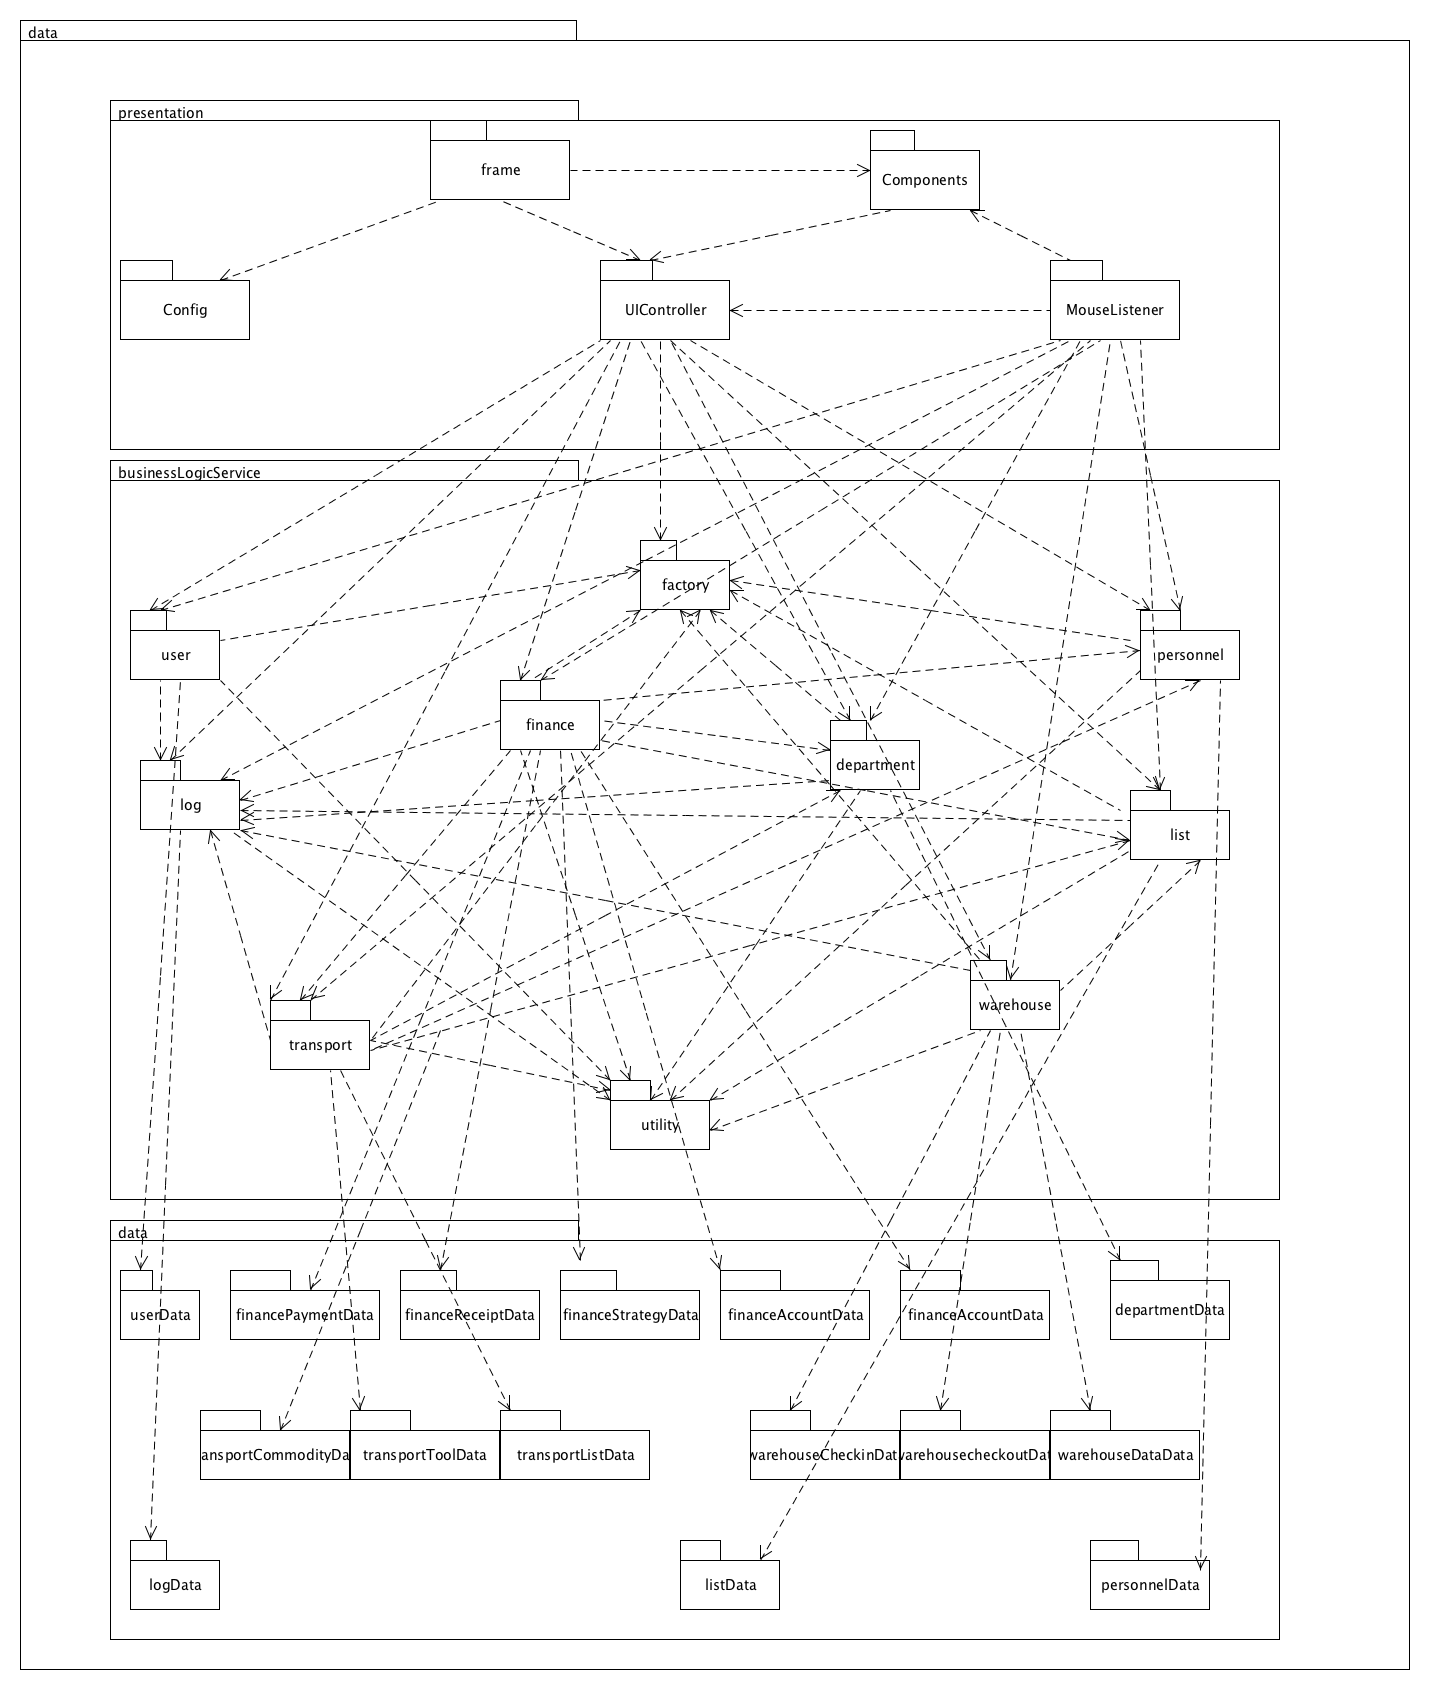 data
presentation
frame
Components
Config
UIController
MouseListener
businessLogicService
factory
user
personnel
finance
department
log
list
warehouse
transport
utility
data
userData
financePaymentData
financeReceiptData
financeStrategyData
financeAccountData
financeAccountData
departmentData
ansportCommodityDa
transportToolData
transportListData
warehouseCheckinDat
warehousecheckoutDat
warehouseDataData
logData
listData
personnelData